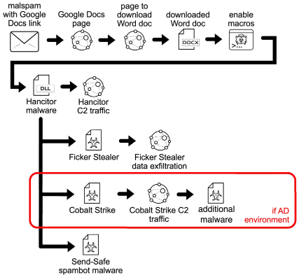 malspam
with Google
Docs link
Google Docs
page
page to
download
Word doc
downloaded
Word doc
enable
macros
DOCX
DLL
Hancitor
malware
Hancitor
C2 traffic
Ficker Stealer
Ficker Stealer
data exfiltration
Cobalt Strike
Cobalt Strike C2
traffic
additional
malware
if AD
environment
Send-Safe
spambot malware